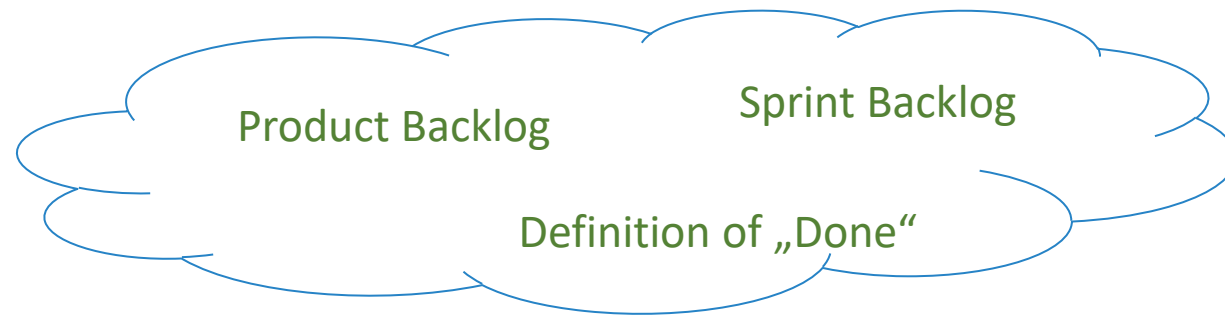 Product Backlog
Sprint Backlog
Definition of „Done“